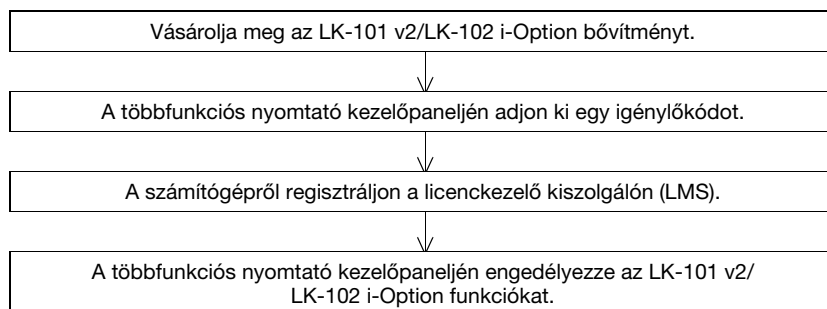 Vásárolja meg az LK-101 v2/LK-102 i-Option bővítményt.
A többfunkciós nyomtató kezelőpaneljén adjon ki egy igénylőkódot.
A számítógépről regisztráljon a licenckezelő kiszolgálón (LMS).
A többfunkciós nyomtató kezelőpaneljén engedélyezze az LK-101 v2/
LK-102 i-Option funkciókat.